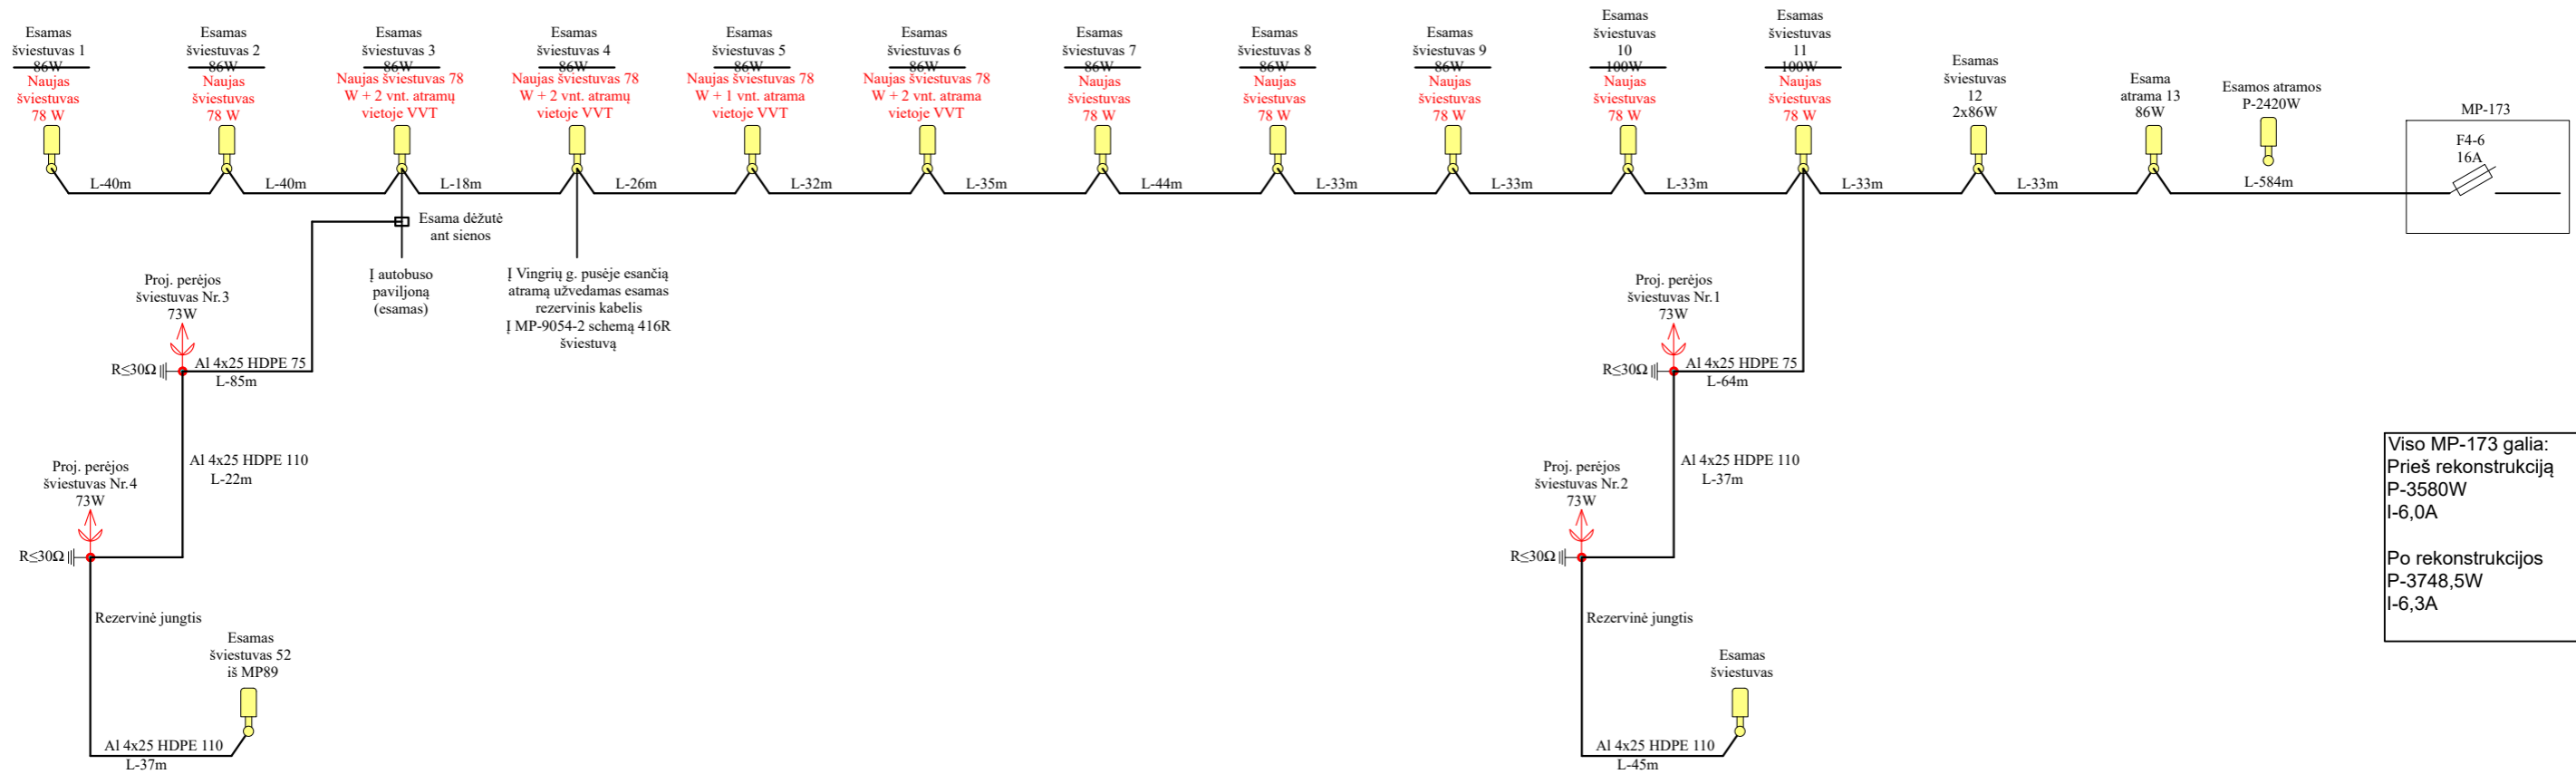 Esamas
šviestuvas 1
86W
Naujas
šviestuvas
78 W
Esamas
šviestuvas 2
86W
Naujas
šviestuvas
78 W
Esamas
šviestuvas 3
86W
Naujas šviestuvas 78
W + 2 vnt. atramų
vietoje VVT
Esamas
šviestuvas 4
86W
Naujas šviestuvas 78
W + 2 vnt. atramų
vietoje VVT
Esamas
šviestuvas 5
86W
Naujas šviestuvas 78
W + 1 vnt. atrama
vietoje VVT
Esamas
šviestuvas 6
86W
Naujas šviestuvas 78
W + 2 vnt. atrama
vietoje VVT
Esamas
šviestuvas 7
86W
Naujas
šviestuvas
78 W
Esamas
šviestuvas 8
86W
Naujas
šviestuvas
78 W
Esamas
šviestuvas 9
86W
Naujas
šviestuvas
78 W
Esamas
šviestuvas
10
100W
Naujas
šviestuvas
78 W
Esamas
šviestuvas
11
100W
Naujas
šviestuvas
78 W
Esamas
šviestuvas
12
2x86W
Esama
atrama 13
86W
Esamos atramos
P-2420W
MP-173
F4-6
16A
L-40m
L-40m
L-18m
L-26m
L-32m
L-35m
L-44m
L-33m
L-33m
L-33m
L-33m
L-33m
L-584m
Esama dėžutė
ant sienos
Į autobuso
paviljoną
(esamas)
Į Vingrių g. pusėje esančią
atramą užvedamas esamas
rezervinis kabelis
Į MP-9054-2 schemą 416R
šviestuvą
Proj. perėjos
šviestuvas Nr.3
73W
R≤30Ω
Al 4x25 HDPE 75
L-85m
Al 4x25 HDPE 110
L-22m
Proj. perėjos
šviestuvas Nr.4
73W
R≤30Ω
Rezervinė jungtis
Esamas
šviestuvas 52
iš MP89
Al 4x25 HDPE 110
L-37m
Proj. perėjos
šviestuvas Nr.1
73W
R≤30Ω
Al 4x25 HDPE 75
L-64m
Al 4x25 HDPE 110
L-37m
Proj. perėjos
šviestuvas Nr.2
73W
R≤30Ω
Rezervinė jungtis
Esamas
šviestuvas
Al 4x25 HDPE 110
L-45m
Viso MP-173 galia:
Prieš rekonstrukciją
P-3580W
I-6,0A
Po rekonstrukcijos
P-3748,5W
I-6,3A